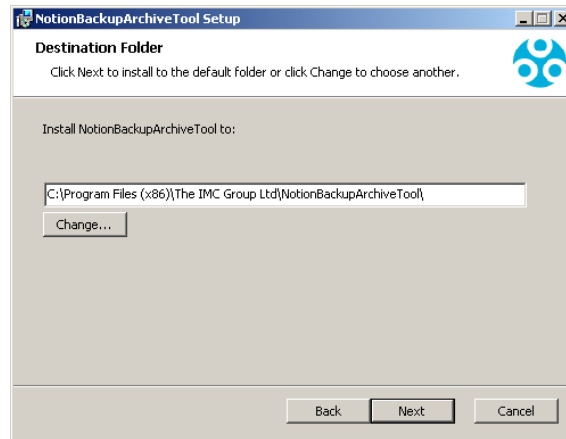 NotionBackupArchiveTool Setup
Destination Folder
Click Next to install to the default folder or click Change to choose another.
Install NotionBackupArchiveTool to:
C:\Program Files (x86)\The IMC Group Ltd\NotionBackupArchiveTool\
Change...
Back Next Cancel